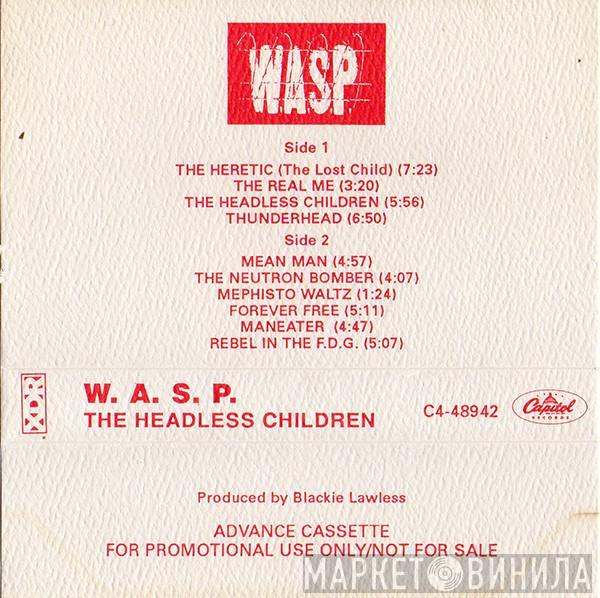 W.A.S.P.
Side 1
THE HERETIC (The Lost Child) (7:23)
THE REAL ME (3:20)
THE HEADLESS CHILDREN (5:56)
THUNDERHEAD (6:50)
Side 2
MEAN MAN (4:57)
THE NEUTRON BOMBER (4:07)
MEPHISTO WALTZ (1:24)
FOREVER FREE (5:11)
MANEATER (4:47)
REBEL IN THE F.D.G. (5:07)
XDR
W. A. S. P.
THE HEADLESS CHILDREN
C4-48942
Capitol
RECORDS
Produced by Blackie Lawless
ADVANCE CASSETTE
FOR PROMOTIONAL USE ONLY/NOT FOR SALE
МАРКЕТ ВИНИЛА